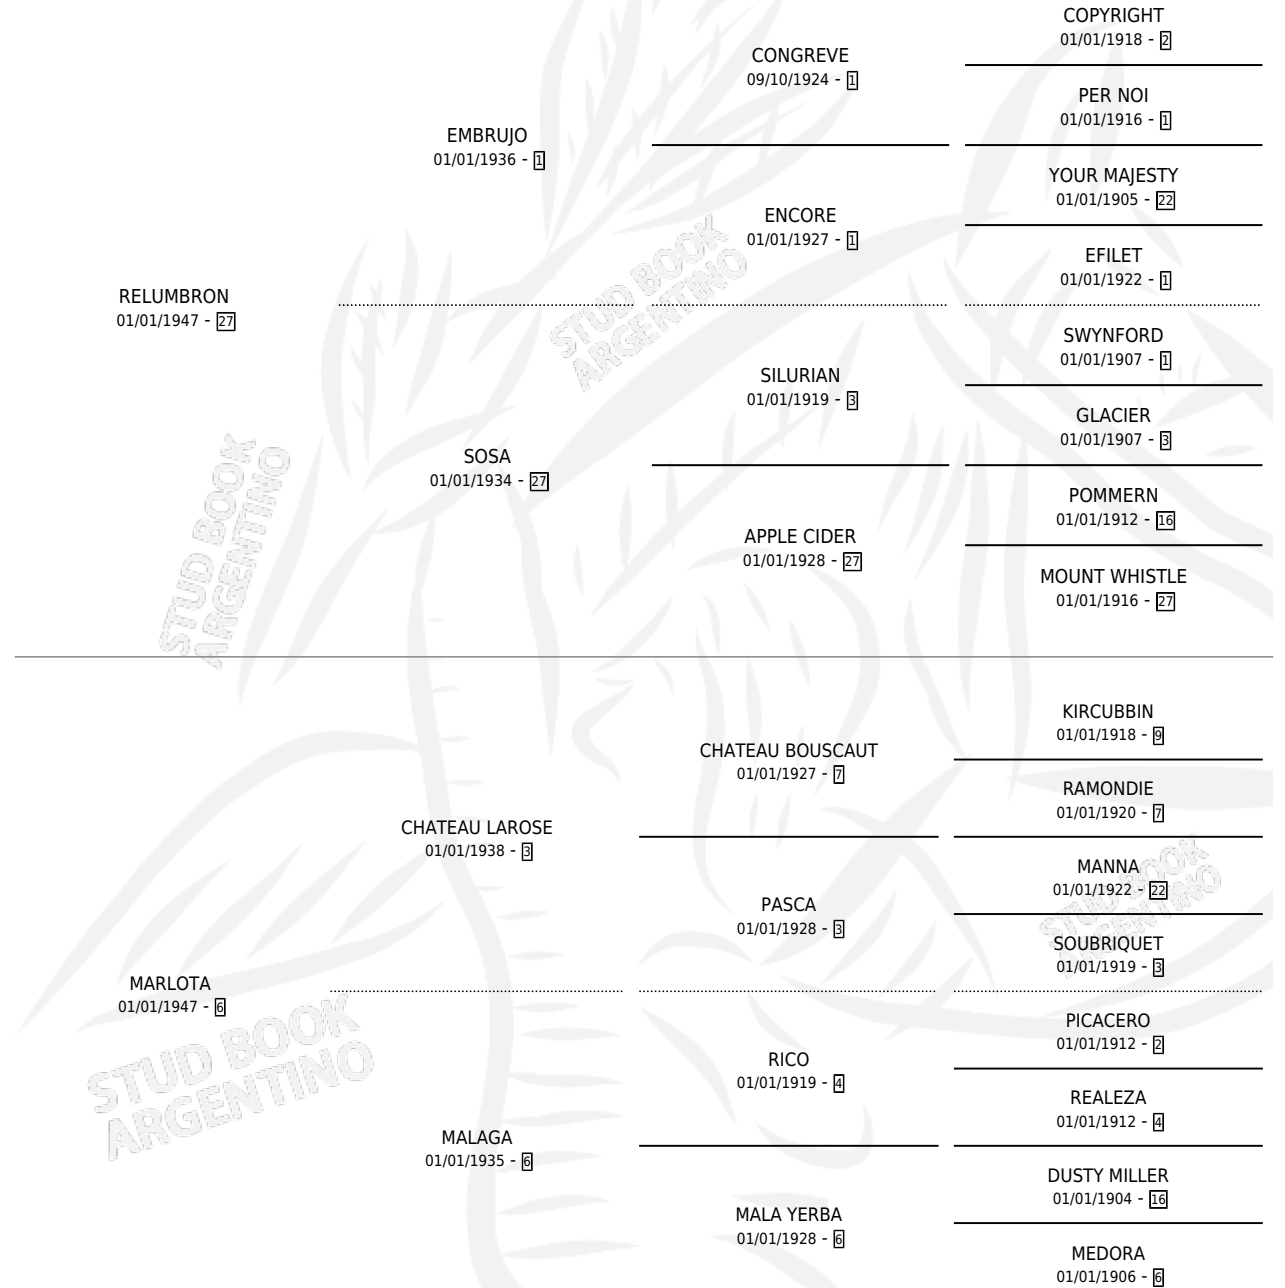 COPYRIGHT
01/01/1918 - 2
CONGREVE
09/10/1924 - 1
PER NOI
01/01/1916 - 1
EMBRUJO
01/01/1936 - 1
YOUR MAJESTY
01/01/1905 - 22
ENCORE
01/01/1927 - 1
EFILET
01/01/1922 - 1
RELUMBRON
01/01/1947 - 27
STUD BOOK
ARGENTINO
SWYNFORD
01/01/1907 - 1
SILURIAN
01/01/1919 - 3
GLACIER
01/01/1907 - 3
SOSA
01/01/1934 - 27
POMMERN
01/01/1912 - 16
APPLE CIDER
01/01/1928 - 27
MOUNT WHISTLE
01/01/1916 - 27
STUD BOOK
ARGENTINO
KIRCUBBIN
01/01/1918 - 9
CHATEAU BOUSCAUT
01/01/1927 - 7
RAMONDIE
01/01/1920 - 7
CHATEAU LAROSE
01/01/1938 - 3
MANNA
01/01/1922 - 22
PASCA
01/01/1928 - 3
SOUBRIQUET
01/01/1919 - 3
STUD BOOK
ARGENTINO
MARLOTA
01/01/1947 - 6
PICACERO
01/01/1912 - 2
RICO
01/01/1919 - 4
REALEZA
01/01/1912 - 4
STUD BOOK
ARGENTINO
MALAGA
01/01/1935 - 6
DUSTY MILLER
01/01/1904 - 16
MALA YERBA
01/01/1928 - 6
MEDORA
01/01/1906 - 6